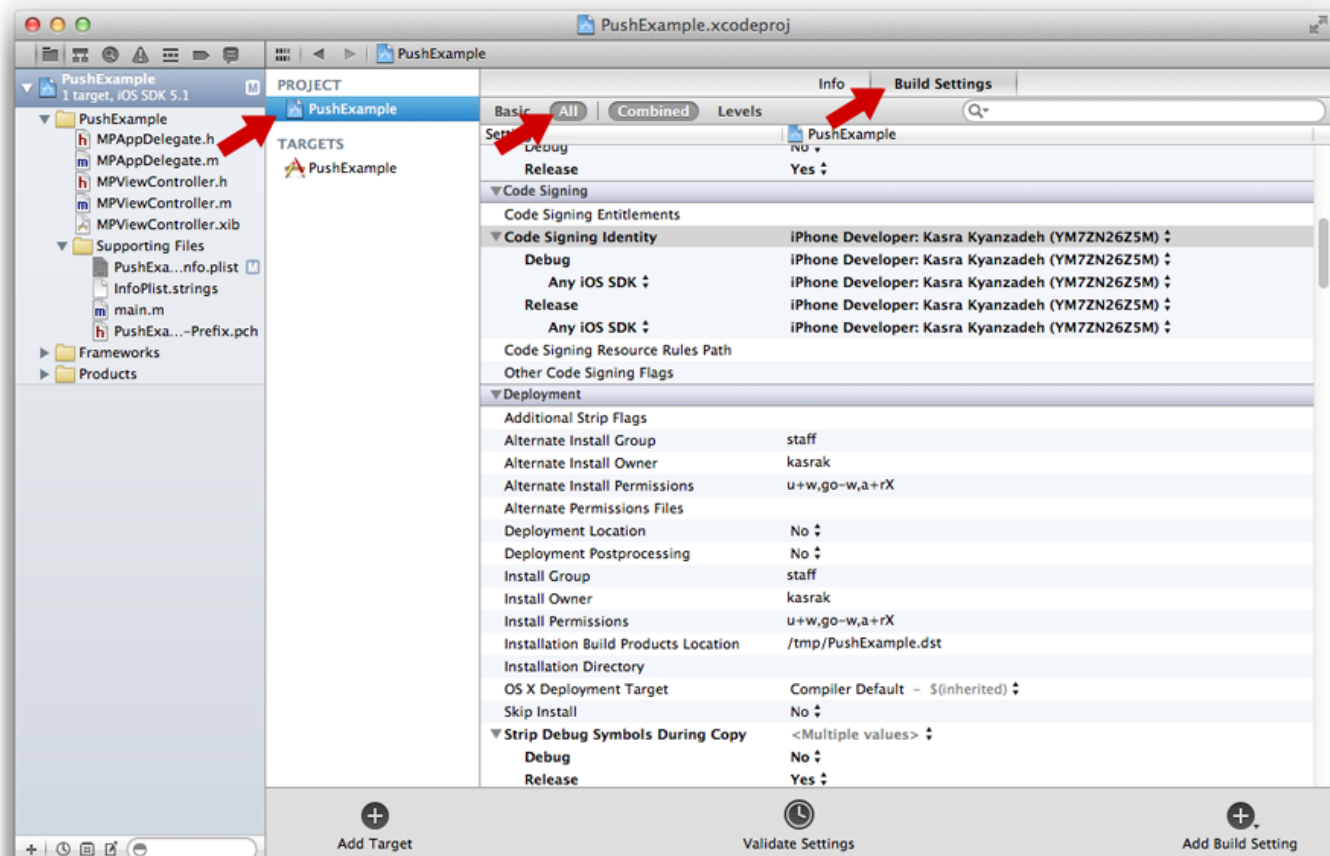 PushExample.xcodeproj
PushExample
PushExample
1 target, iOS SDK 5.1
M
PushExample
h MPAppDelegate.h
m MPAppDelegate.m
h MPViewController.h
m MPViewController.m
MPViewController.xib
Supporting Files
PushExa...nfo.plist M
InfoPlist.strings
m main.m
h PushExa...-Prefix.pch
Frameworks
Products
PROJECT
PushExample
TARGETS
PushExample
Info Build Settings
Basic All Combined Levels
PushExample
Debug No
Release Yes
Code Signing
Code Signing Entitlements
Code Signing Identity iPhone Developer: Kasra Kyanzadeh (YM7ZN26Z5M)
Debug iPhone Developer: Kasra Kyanzadeh (YM7ZN26Z5M)
Any iOS SDK iPhone Developer: Kasra Kyanzadeh (YM7ZN26Z5M)
Release iPhone Developer: Kasra Kyanzadeh (YM7ZN26Z5M)
Any iOS SDK iPhone Developer: Kasra Kyanzadeh (YM7ZN26Z5M)
Code Signing Resource Rules Path
Other Code Signing Flags
Deployment
Additional Strip Flags
Alternate Install Group staff
Alternate Install Owner kasrak
Alternate Install Permissions u+w,go-w,a+rX
Alternate Permissions Files
Deployment Location No
Deployment Postprocessing No
Install Group staff
Install Owner kasrak
Install Permissions u+w,go-w,a+rX
Installation Build Products Location /tmp/PushExample.dst
Installation Directory
OS X Deployment Target Compiler Default - $(inherited)
Skip Install No
Strip Debug Symbols During Copy <Multiple values>
Debug No
Release Yes
Add Target
Validate Settings
Add Build Setting